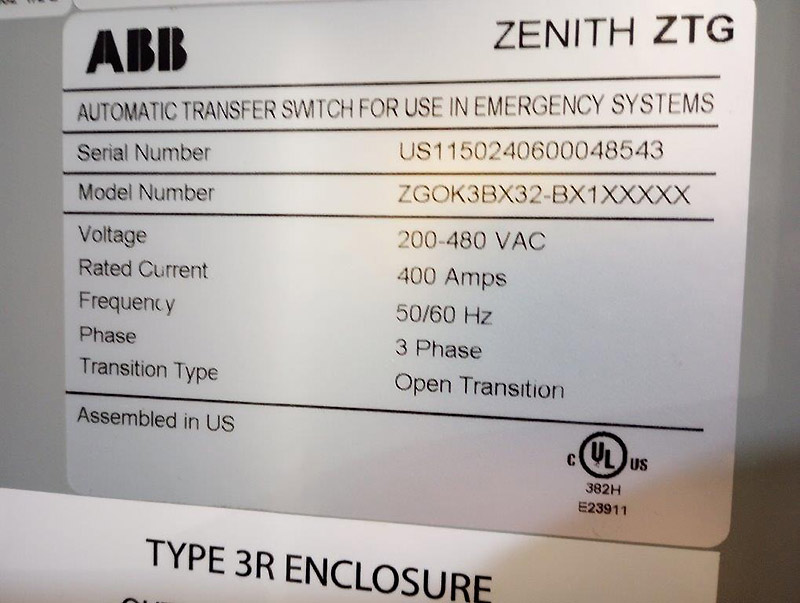 ABB ZENITH ZTG
AUTOMATIC TRANSFER SWITCH FOR USE IN EMERGENCY SYSTEMS
Serial Number US1150240600048543
Model Number ZGOK3BX32-BX1XXXXX
Voltage 200-480 VAC
Rated Current 400 Amps
Frequency 50/60 Hz
Phase 3 Phase
Transition Type Open Transition
Assembled in US
C UL US
382H
E23911
TYPE 3R ENCLOSURE